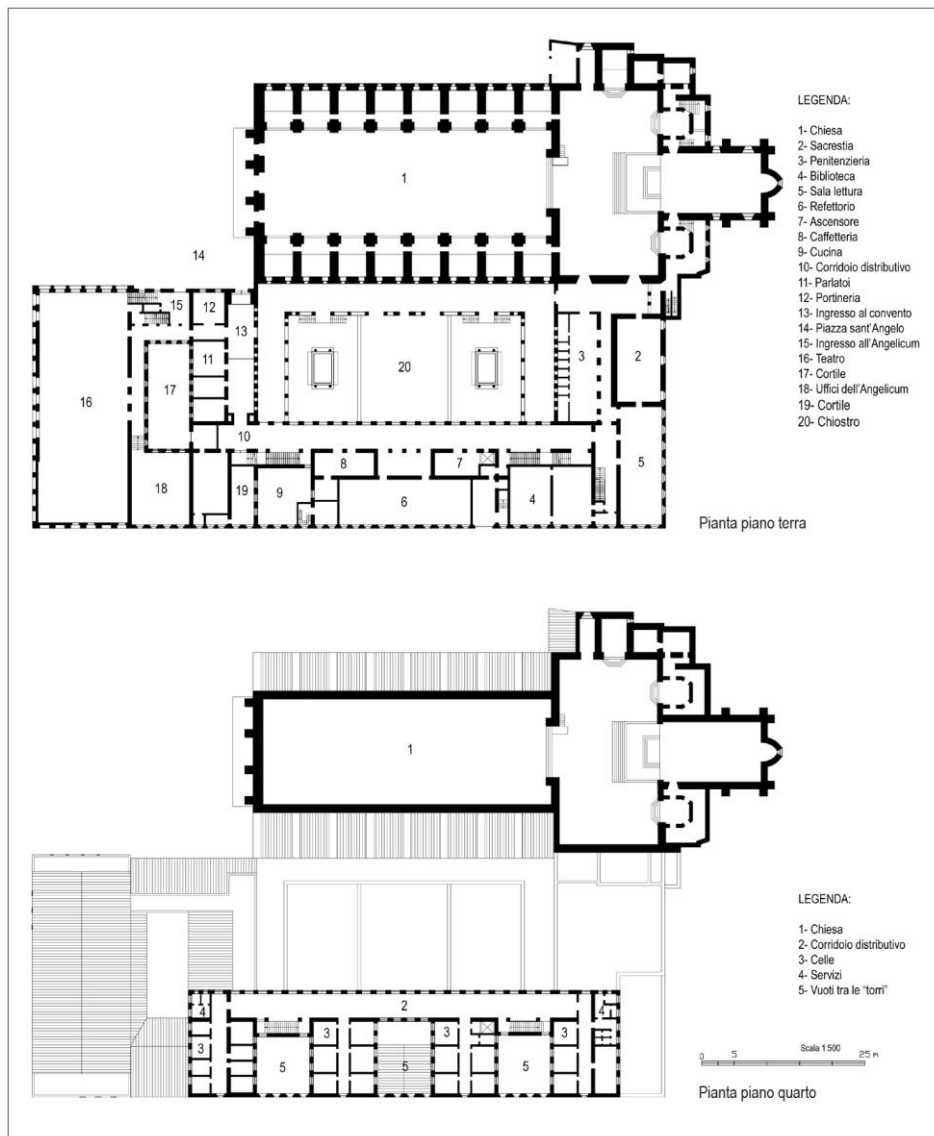 LEGENDA:
1- Chiesa
2- Sacrestia
3- Penitenzieria
4- Biblioteca
5- Sala lettura
6- Refettorio
7- Ascensore
8- Caffetteria
9- Cucina
10- Corridoio distributivo
11- Parlatoi
12- Portineria
13- Ingresso al convento
14- Piazza sant'Angelo
15- Ingresso all'Angelicum
16- Teatro
17- Cortile
18- Uffici dell'Angelicum
19- Cortile
20- Chiostro
1
14
15
12
13
11
17
16
20
3
2
10
5
8
7
18
19
9
6
4
Pianta piano terra
1
LEGENDA:
1- Chiesa
2- Corridoio distributivo
3- Celle
4- Servizi
5- Vuoti tra le "torri"
2
4
4
3
3
3
3
5
5
5
Scala 1:500
0 5 25 m
Pianta piano quarto